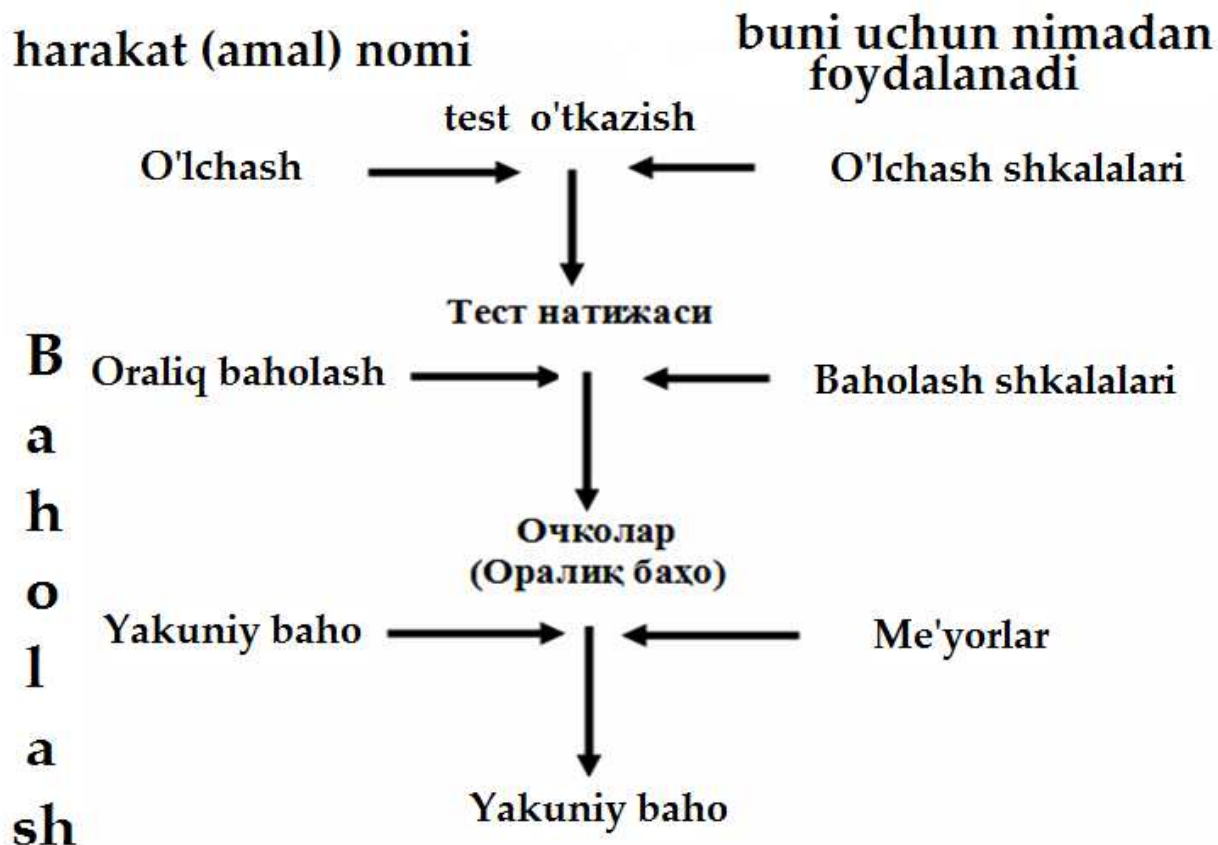 harakat (amal) nomi
buni uchun nimadan
foydalanadi
test o'tkazish
O'lchash
O'lchash shkalalari
Тест натижаси
Oraliq baholash
Baholash shkalalari
Очколар
(Оралиқ баҳо)
Yakuniy baho
Me'yorlar
Yakuniy baho
B
a
h
o
l
a
sh